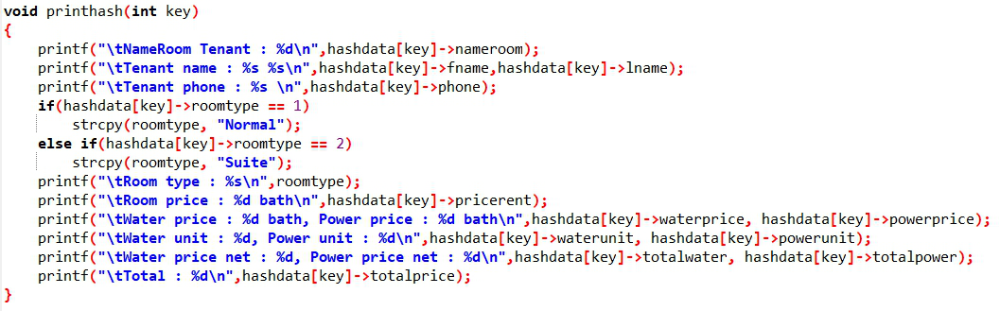 void printhash(int key)
{
    printf("\tNameRoom Tenant : %d\n",hashdata[key]->nameroom);
    printf("\tTenant name : %s %s\n",hashdata[key]->fname,hashdata[key]->lname);
    printf("\tTenant phone : %s \n",hashdata[key]->phone);
    if(hashdata[key]->roomtype == 1)
        strcpy(roomtype, "Normal");
    else if(hashdata[key]->roomtype == 2)
        strcpy(roomtype, "Suite");
    printf("\tRoom type : %s\n",roomtype);
    printf("\tRoom price : %d bath\n",hashdata[key]->pricerent);
    printf("\tWater price : %d bath, Power price : %d bath\n",hashdata[key]->waterprice, hashdata[key]->powerprice);
    printf("\tWater unit : %d, Power unit : %d\n",hashdata[key]->waterunit, hashdata[key]->powerunit);
    printf("\tWater price net : %d, Power price net : %d\n",hashdata[key]->totalwater, hashdata[key]->totalpower);
    printf("\tTotal : %d\n",hashdata[key]->totalprice);
}